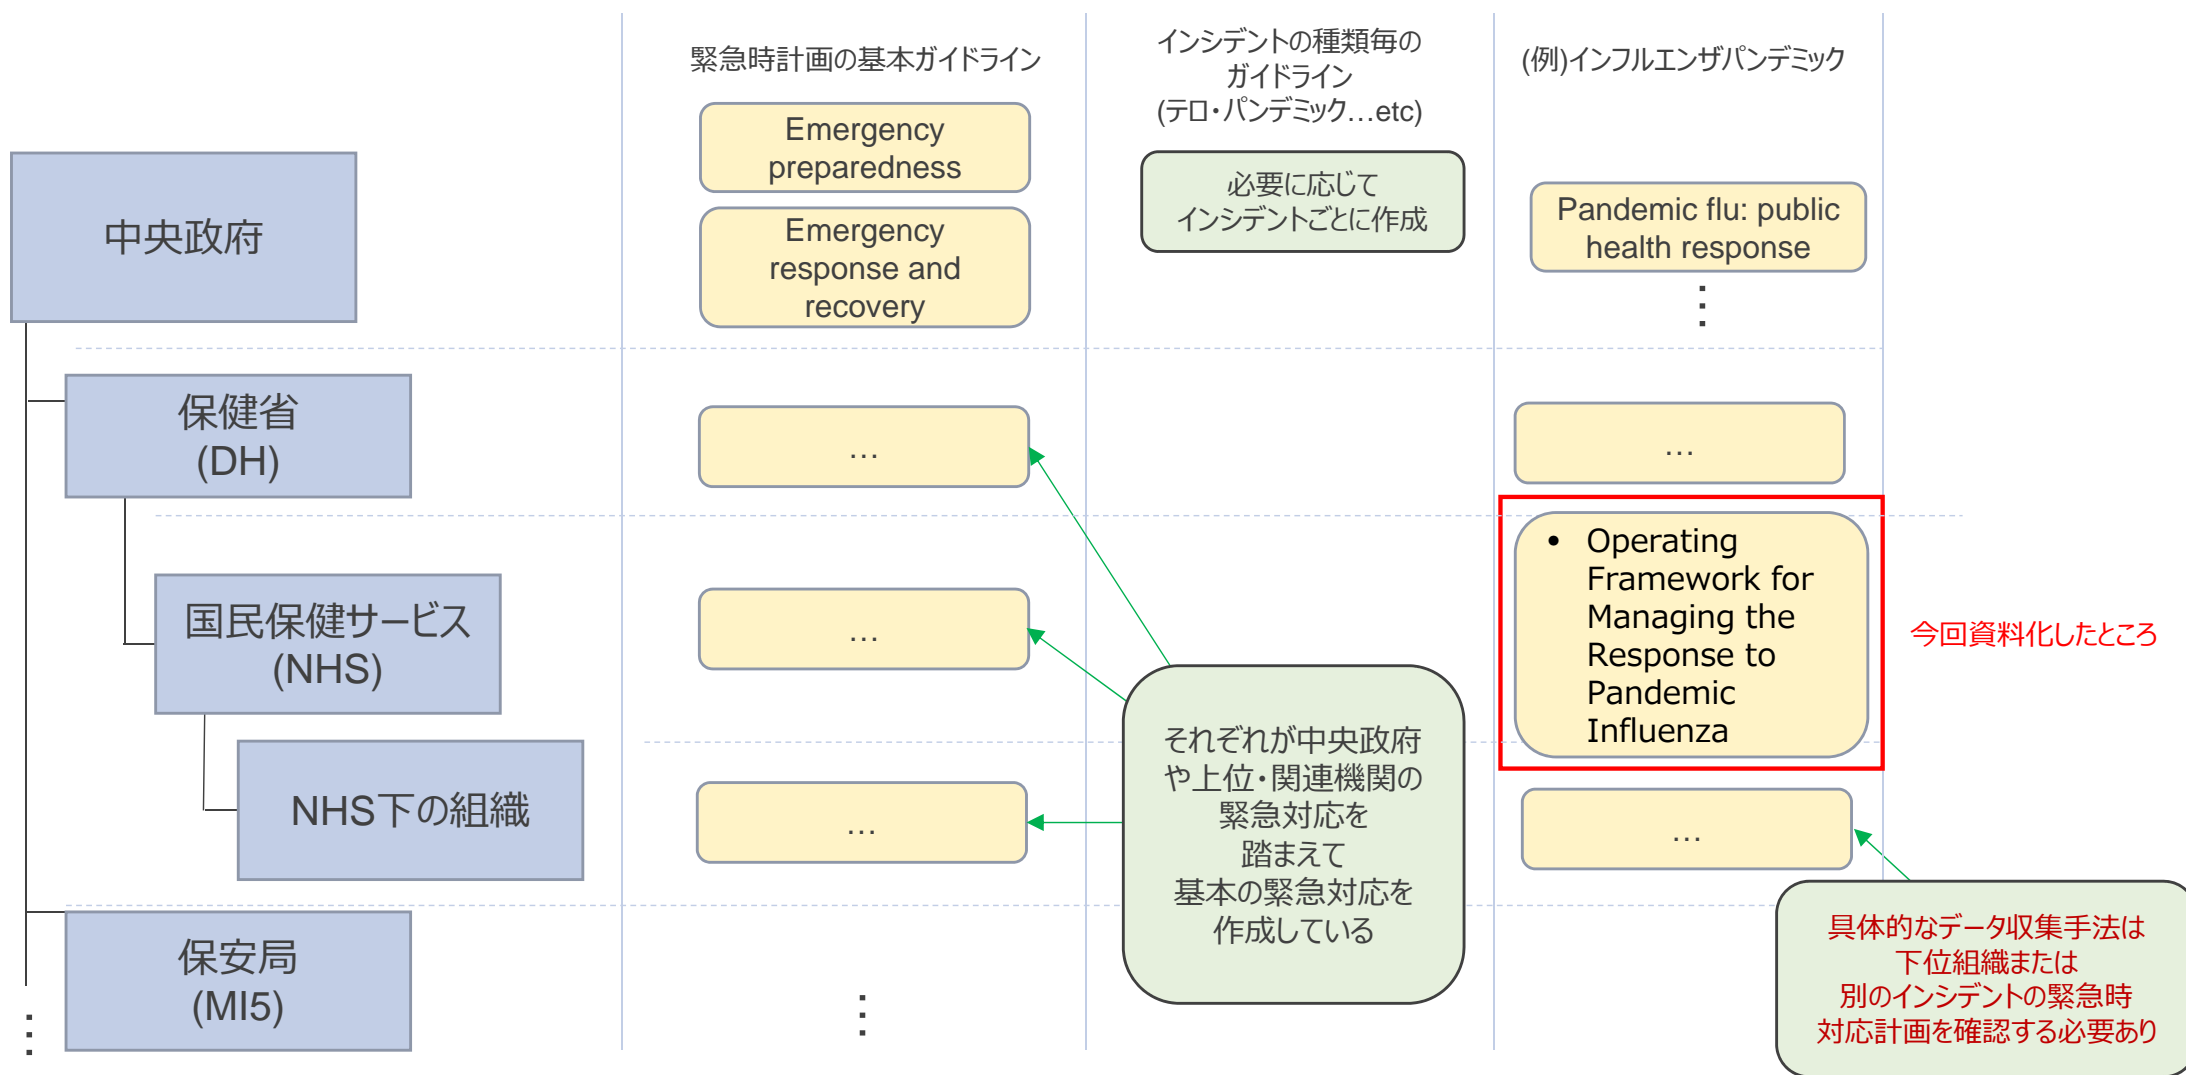 緊急時計画の基本ガイドライン
インシデントの種類毎の
ガイドライン
(テロ・パンデミック…etc)
(例)インフルエンザパンデミック
中央政府
Emergency
preparedness
Emergency
response and
recovery
必要に応じて
インシデントごとに作成
Pandemic flu: public
health response
⋮
保健省
(DH)
…
…
国民保健サービス
(NHS)
…
• Operating
Framework for
Managing the
Response to
Pandemic
Influenza
今回資料化したところ
NHS下の組織
…
それぞれが中央政府
や上位・関連機関の
緊急対応を
踏まえて
基本の緊急対応を
作成している
…
保安局
(MI5)
⋮
⋮
具体的なデータ収集手法は
下位組織または
別のインシデントの緊急時
対応計画を確認する必要あり